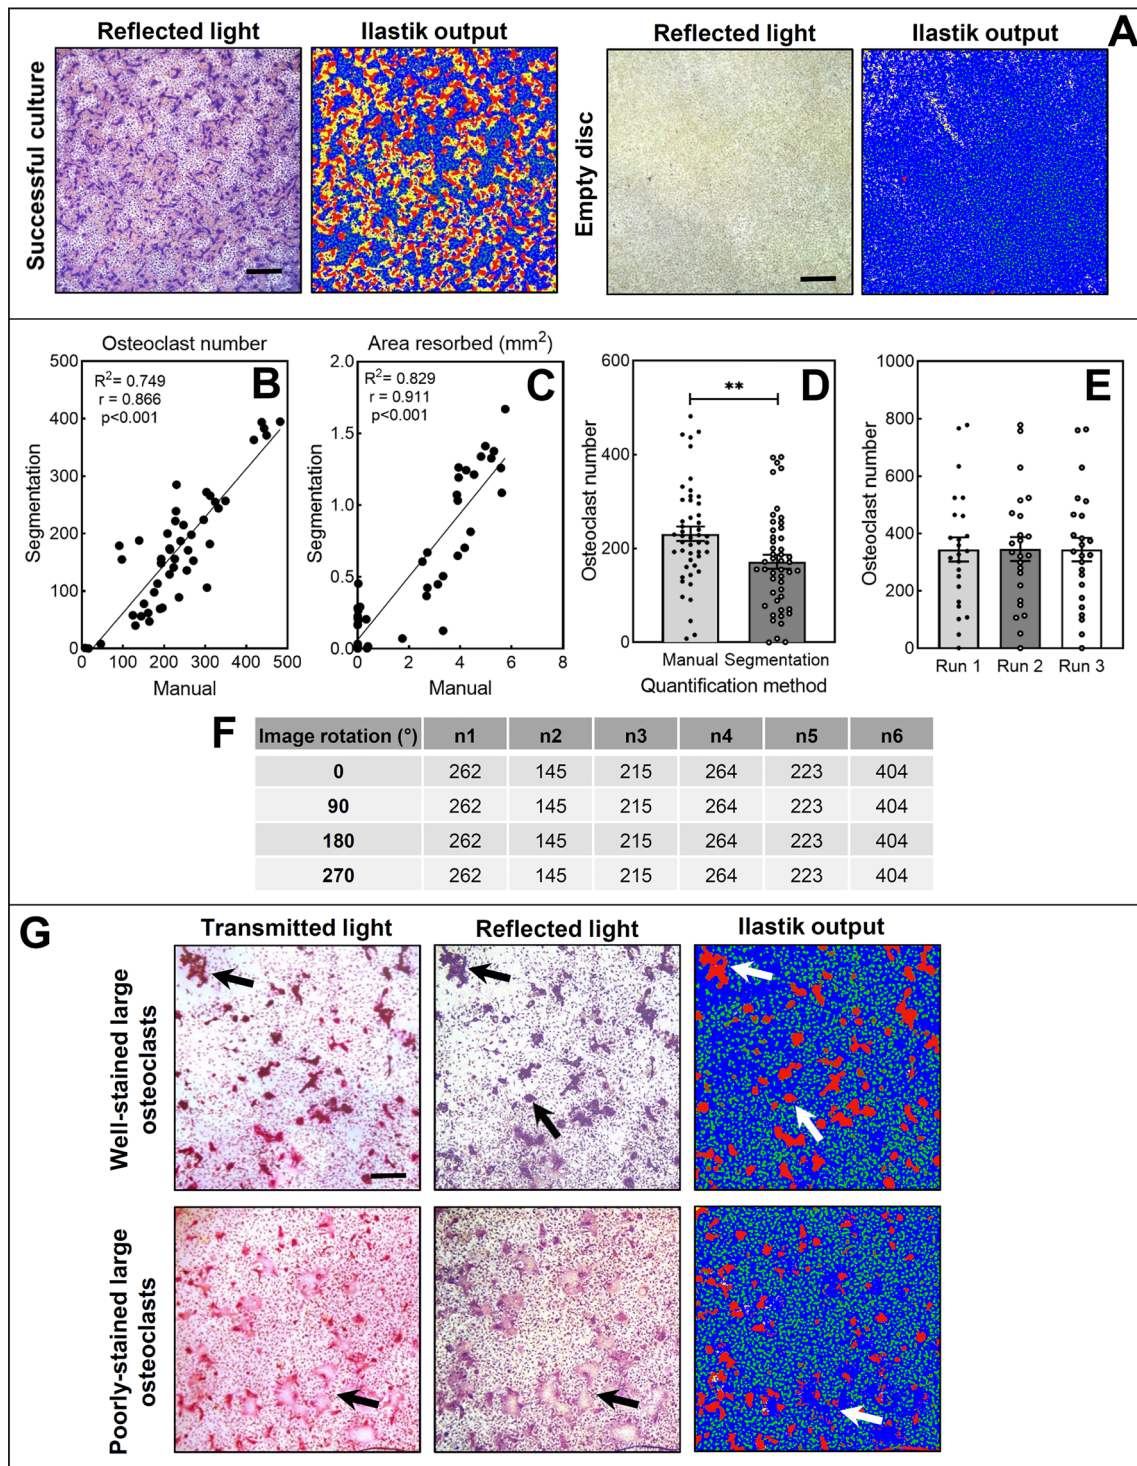 A
Reflected light
Ilastik output
Reflected light
Ilastik output
Successful culture
Empty disc
B
Osteoclast number
R²= 0.749
r = 0.866
p<0.001
500
400
300
200
100
0
0 100 200 300 400 500
Segmentation
Manual
C
Area resorbed (mm²)
R²= 0.829
r = 0.911
p<0.001
2.0
1.5
1.0
0.5
0.0
0 2 4 6 8
Segmentation
Manual
D
**
600
400
200
0
Osteoclast number
Manual Segmentation
Quantification method
E
1000
800
600
400
200
0
Osteoclast number
Run 1 Run 2 Run 3
F
Image rotation (°) n1 n2 n3 n4 n5 n6
0 262 145 215 264 223 404
90 262 145 215 264 223 404
180 262 145 215 264 223 404
270 262 145 215 264 223 404
G
Transmitted light
Reflected light
Ilastik output
Well-stained large
osteoclasts
Poorly-stained large
osteoclasts